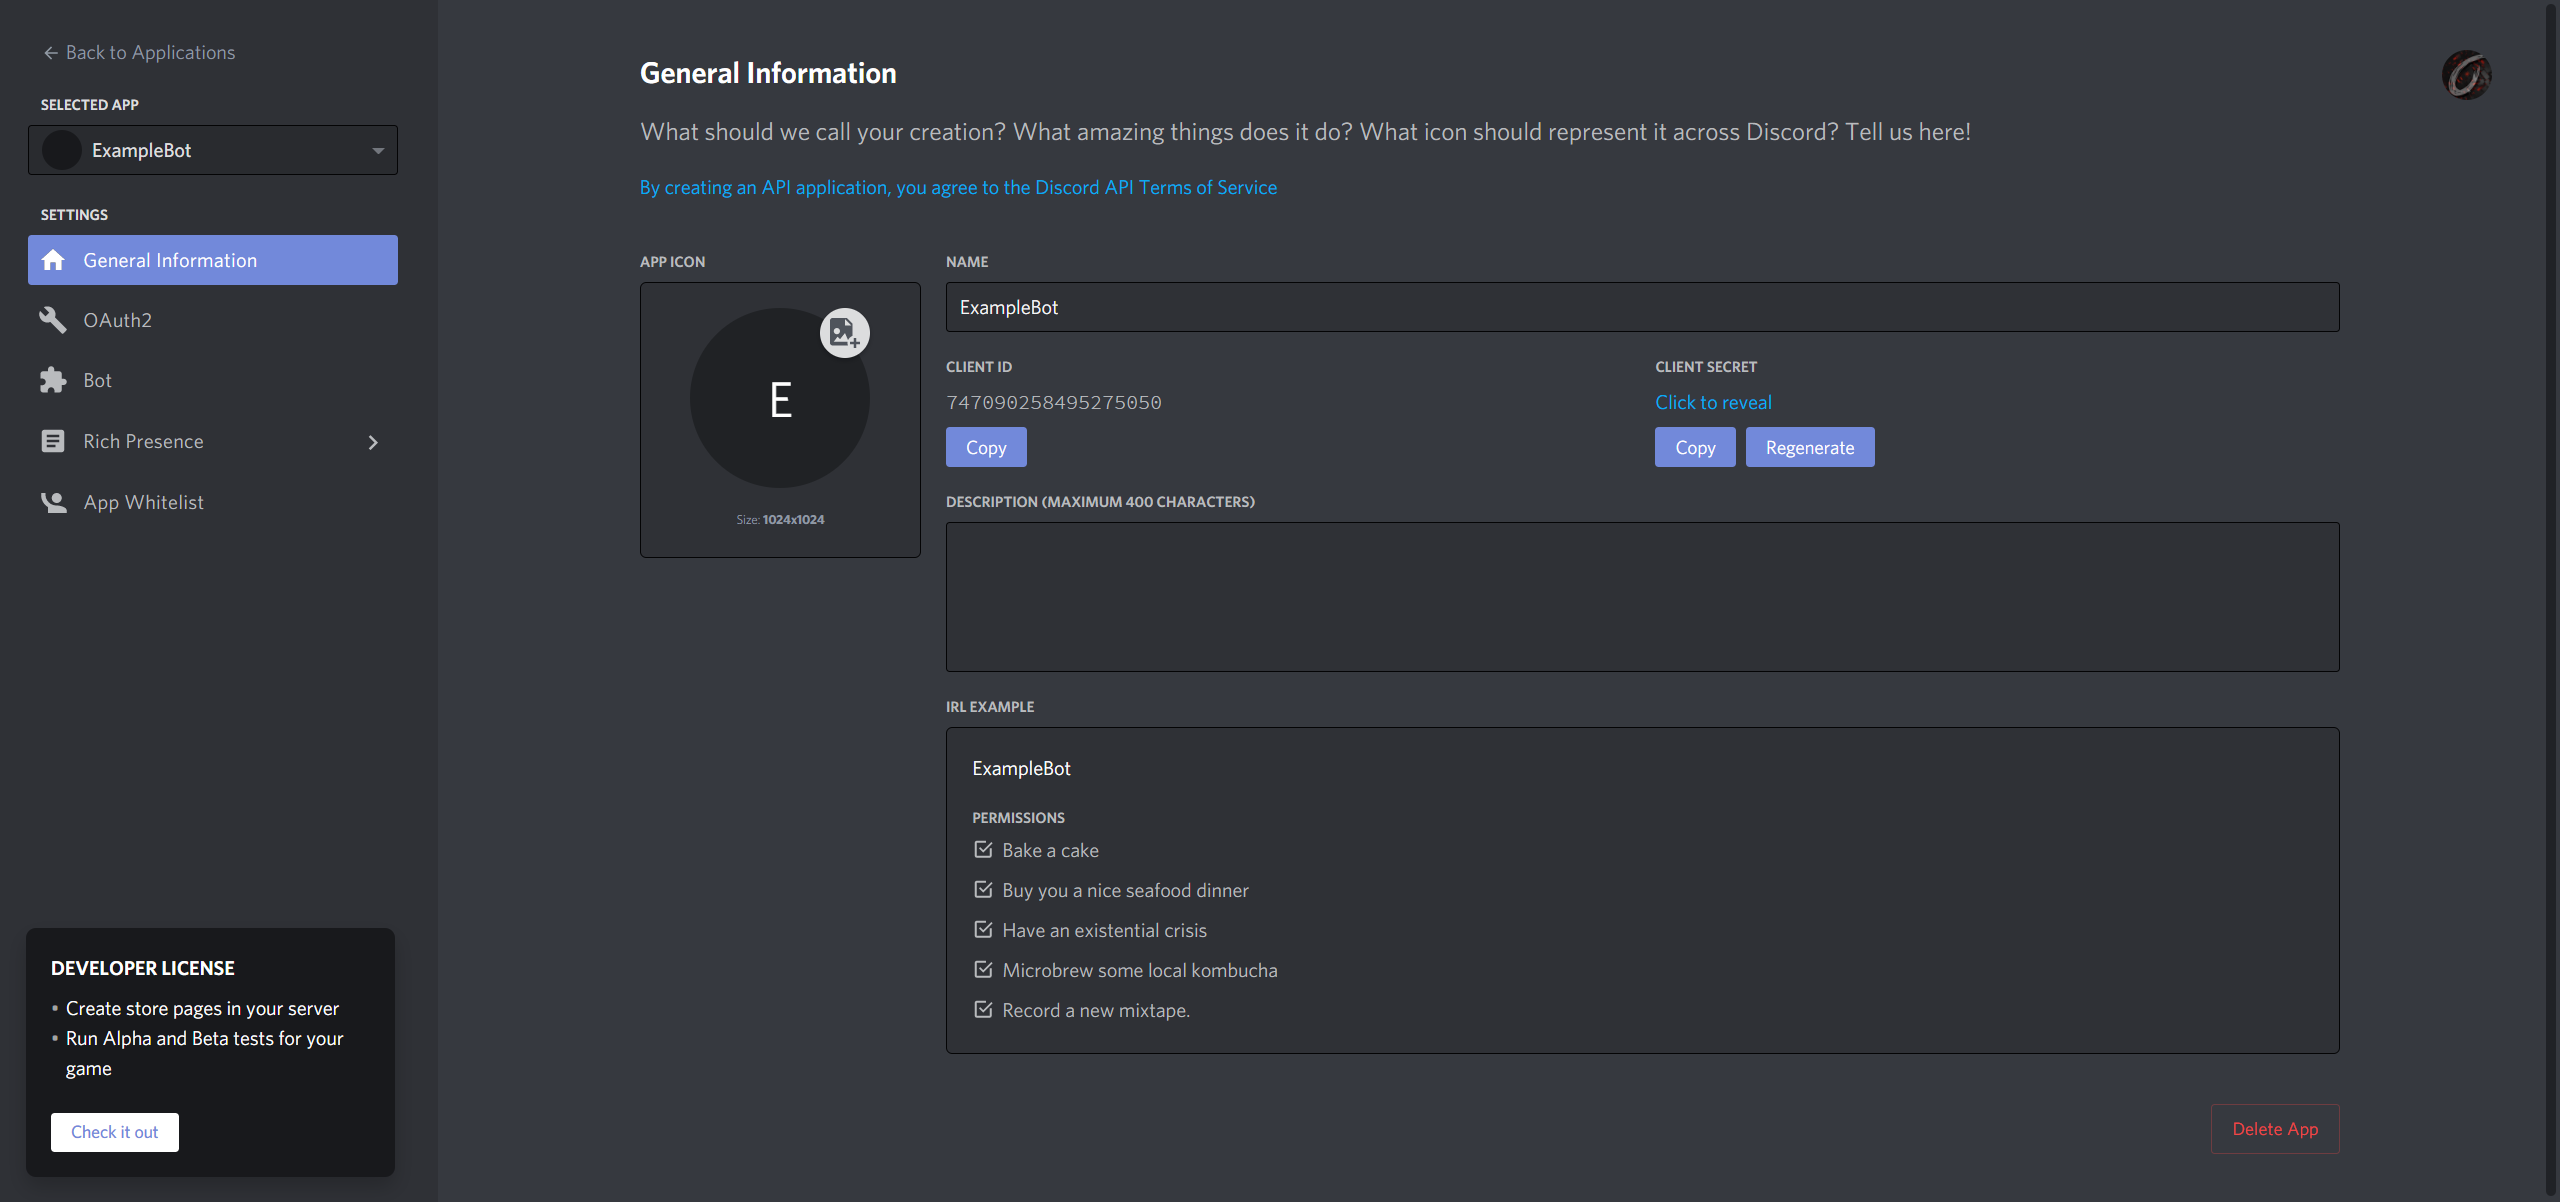 Back to Applications
SELECTED APP
ExampleBot
SETTINGS
General Information
OAuth2
Bot
Rich Presence
App Whitelist
DEVELOPER LICENSE
• Create store pages in your server
• Run Alpha and Beta tests for your
game
Check it out
General Information
What should we call your creation? What amazing things does it do? What icon should represent it across Discord? Tell us here!
By creating an API application, you agree to the Discord API Terms of Service
APP ICON
E
Size: 1024x1024
NAME
ExampleBot
CLIENT ID
747090258495275050
Copy
CLIENT SECRET
Click to reveal
Copy Regenerate
DESCRIPTION (MAXIMUM 400 CHARACTERS)
IRL EXAMPLE
ExampleBot
PERMISSIONS
Bake a cake
Buy you a nice seafood dinner
Have an existential crisis
Microbrew some local kombucha
Record a new mixtape.
Delete App